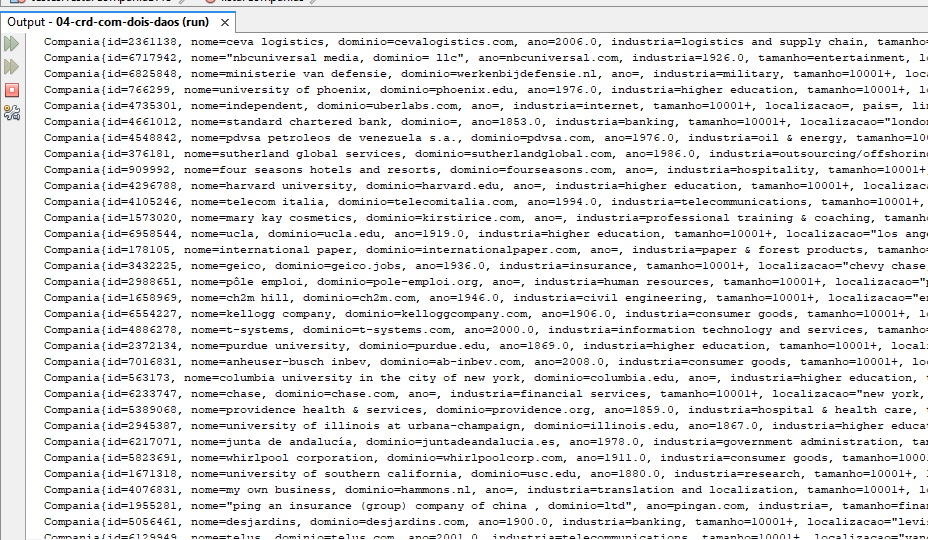 Output - 04-crd-com-dois-daos (run) ×
Compania{id=2361138, nome=ceva logistics, dominio=cevalogistics.com, ano=2006.0, industria=logistics and supply chain, tamanho=
Compania{id=6717942, nome="nbcuniversal media, dominio= llc", ano=nbcuniversal.com, industria=1926.0, tamanho=entertainment, l
Compania{id=6825848, nome=ministerie van defensie, dominio=werkenbijdefensie.nl, ano=, industria=military, tamanho=10001+, loca
Compania{id=766299, nome=university of phoenix, dominio=phoenix.edu, ano=1976.0, industria=higher education, tamanho=10001+, lo
Compania{id=4735301, nome=independent, dominio=uberlabs.com, ano=, industria=internet, tamanho=10001+, localizacao=, pais=, lin
Compania{id=4661012, nome=standard chartered bank, dominio=, ano=1853.0, industria=banking, tamanho=10001+, localizacao="londo
Compania{id=4548842, nome=pdvsa petroleos de venezuela s.a., dominio=pdvsa.com, ano=1976.0, industria=oil & energy, tamanho=100
Compania{id=376181, nome=sutherland global services, dominio=sutherlandglobal.com, ano=1986.0, industria=outsourcing/offshorin
Compania{id=909992, nome=four seasons hotels and resorts, dominio=fourseasons.com, ano=, industria=hospitality, tamanho=10001+,
Compania{id=4296788, nome=harvard university, dominio=harvard.edu, ano=, industria=higher education, tamanho=10001+, localizaca
Compania{id=4105246, nome=telecom italia, dominio=telecomitalia.com, ano=1994.0, industria=telecommunications, tamanho=10001+,
Compania{id=1573020, nome=mary kay cosmetics, dominio=kirstirice.com, ano=, industria=professional training & coaching, tamanh
Compania{id=6958544, nome=ucla, dominio=ucla.edu, ano=1919.0, industria=higher education, tamanho=10001+, localizacao="los ang
Compania{id=178105, nome=international paper, dominio=internationalpaper.com, ano=, industria=paper & forest products, tamanho=
Compania{id=3432225, nome=geico, dominio=geico.jobs, ano=1936.0, industria=insurance, tamanho=10001+, localizacao="chevy chase,
Compania{id=2988651, nome=pôle emploi, dominio=pole-emploi.org, ano=, industria=human resources, tamanho=10001+, localizacao="p
Compania{id=1658969, nome=ch2m hill, dominio=ch2m.com, ano=1946.0, industria=civil engineering, tamanho=10001+, localizacao="en
Compania{id=6554227, nome=kellogg company, dominio=kelloggcompany.com, ano=1906.0, industria=consumer goods, tamanho=10001+, lo
Compania{id=4886278, nome=t-systems, dominio=t-systems.com, ano=2000.0, industria=information technology and services, tamanho=
Compania{id=2372134, nome=purdue university, dominio=purdue.edu, ano=1869.0, industria=higher education, tamanho=10001+, locali
Compania{id=7016831, nome=anheuser-busch inbev, dominio=ab-inbev.com, ano=2008.0, industria=consumer goods, tamanho=10001+, loc
Compania{id=563173, nome=columbia university in the city of new york, dominio=columbia.edu, ano=, industria=higher education, t
Compania{id=6233747, nome=chase, dominio=chase.com, ano=, industria=financial services, tamanho=10001+, localizacao="new york,
Compania{id=5389068, nome=providence health & services, dominio=providence.org, ano=1859.0, industria=hospital & health care, t
Compania{id=2945387, nome=university of illinois at urbana-champaign, dominio=illinois.edu, ano=1867.0, industria=higher educat
Compania{id=6217071, nome=junta de andalucía, dominio=juntadeandalucia.es, ano=1978.0, industria=government administration, tam
Compania{id=5823691, nome=whirlpool corporation, dominio=whirlpoolcorp.com, ano=1911.0, industria=consumer goods, tamanho=1000
Compania{id=1671318, nome=university of southern california, dominio=usc.edu, ano=1880.0, industria=research, tamanho=10001+, l
Compania{id=4076831, nome=my own business, dominio=hammons.nl, ano=, industria=translation and localization, tamanho=10001+, lo
Compania{id=1955281, nome="ping an insurance (group) company of china , dominio=ltd", ano=pingan.com, industria=, tamanho=finan
Compania{id=5056461, nome=desjardins, dominio=desjardins.com, ano=1900.0, industria=banking, tamanho=10001+, localizacao="levis
Compania{id=6129949, nome=telus, dominio=telus.com, ano=2001.0, industria=telecommunications, tamanho=10001+, localizacao="vanc